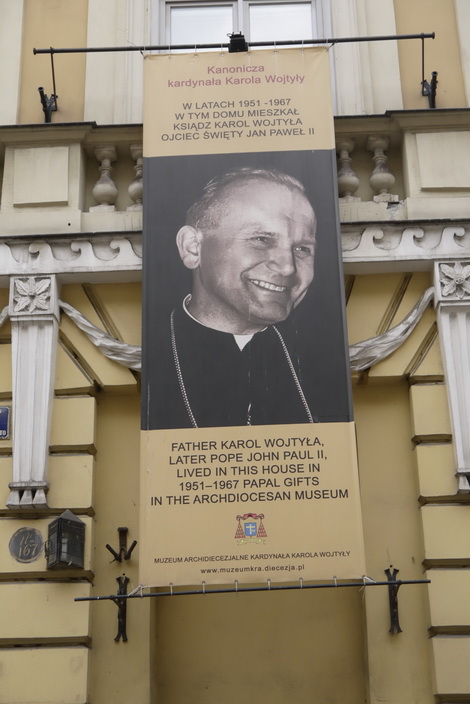 Kanonicza
kardynała Karola Wojtyły
W LATACH 1951 -1967
W TYM DOMU MIESZKAŁ
KSIĄDZ KAROL WOJTYŁA
OJCIEC ŚWIĘTY JAN PAWEŁ II
FATHER KAROL WOJTYŁA,
LATER POPE JOHN PAUL II,
LIVED IN THIS HOUSE IN
1951–1967 PAPAL GIFTS
IN THE ARCHDIOCESAN MUSEUM
MUZEUM ARCHIDIECEZJALNE KARDYNAŁA KAROLA WOJTYŁY
www.muzeumkra.diecezja.pl
167